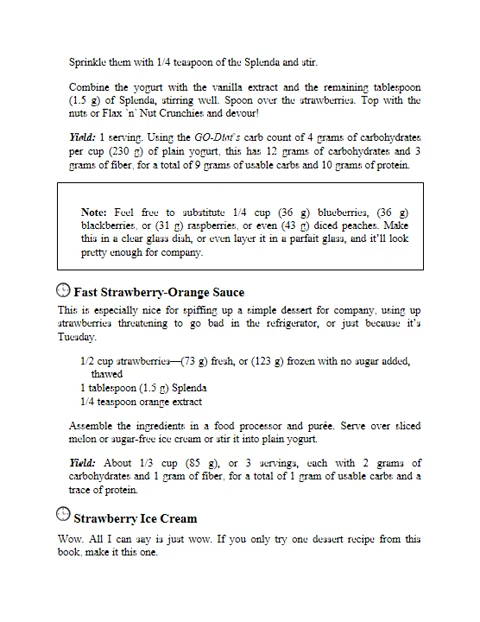 Sprinkle them with 1/4 teaspoon of the Splenda and stir.
Combine the yogurt with the vanilla extract and the remaining tablespoon
(1.5 g) of Splenda, stirring well. Spoon over the strawberries. Top with the
nuts or Flax `n` Nut Crunchies and devour!
Yield: 1 serving. Using the GO-Diet's carb count of 4 grams of carbohydrates
per cup (230 g) of plain yogurt, this has 12 grams of carbohydrates and 3
grams of fiber, for a total of 9 grams of usable carbs and 10 grams of protein.
Note: Feel free to substitute 1/4 cup (36 g) blueberries, (36 g)
blackberries, or (31 g) raspberries, or even (43 g) diced peaches. Make
this in a clear glass dish, or even layer it in a parfait glass, and it'll look
pretty enough for company.
Fast Strawberry-Orange Sauce
This is especially nice for spiffing up a simple dessert for company, using up
strawberries threatening to go bad in the refrigerator, or just because it's
Tuesday.
1/2 cup strawberries—(73 g) fresh, or (123 g) frozen with no sugar added,
thawed
1 tablespoon (1.5 g) Splenda
1/4 teaspoon orange extract
Assemble the ingredients in a food processor and purée. Serve over sliced
melon or sugar-free ice cream or stir it into plain yogurt.
Yield: About 1/3 cup (85 g), or 3 servings, each with 2 grams of
carbohydrates and 1 gram of fiber, for a total of 1 gram of usable carbs and a
trace of protein.
Strawberry Ice Cream
Wow. All I can say is just wow. If you only try one dessert recipe from this
book, make it this one.